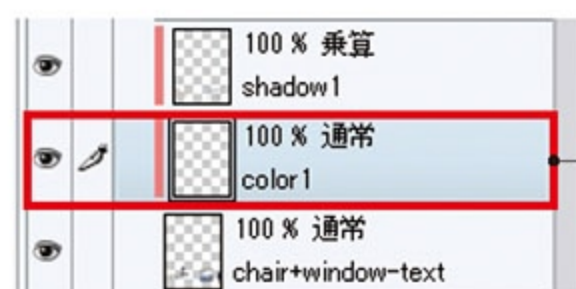 100 % 乗算
shadow1
100 % 通常
color1
100 % 通常
chair+window-text